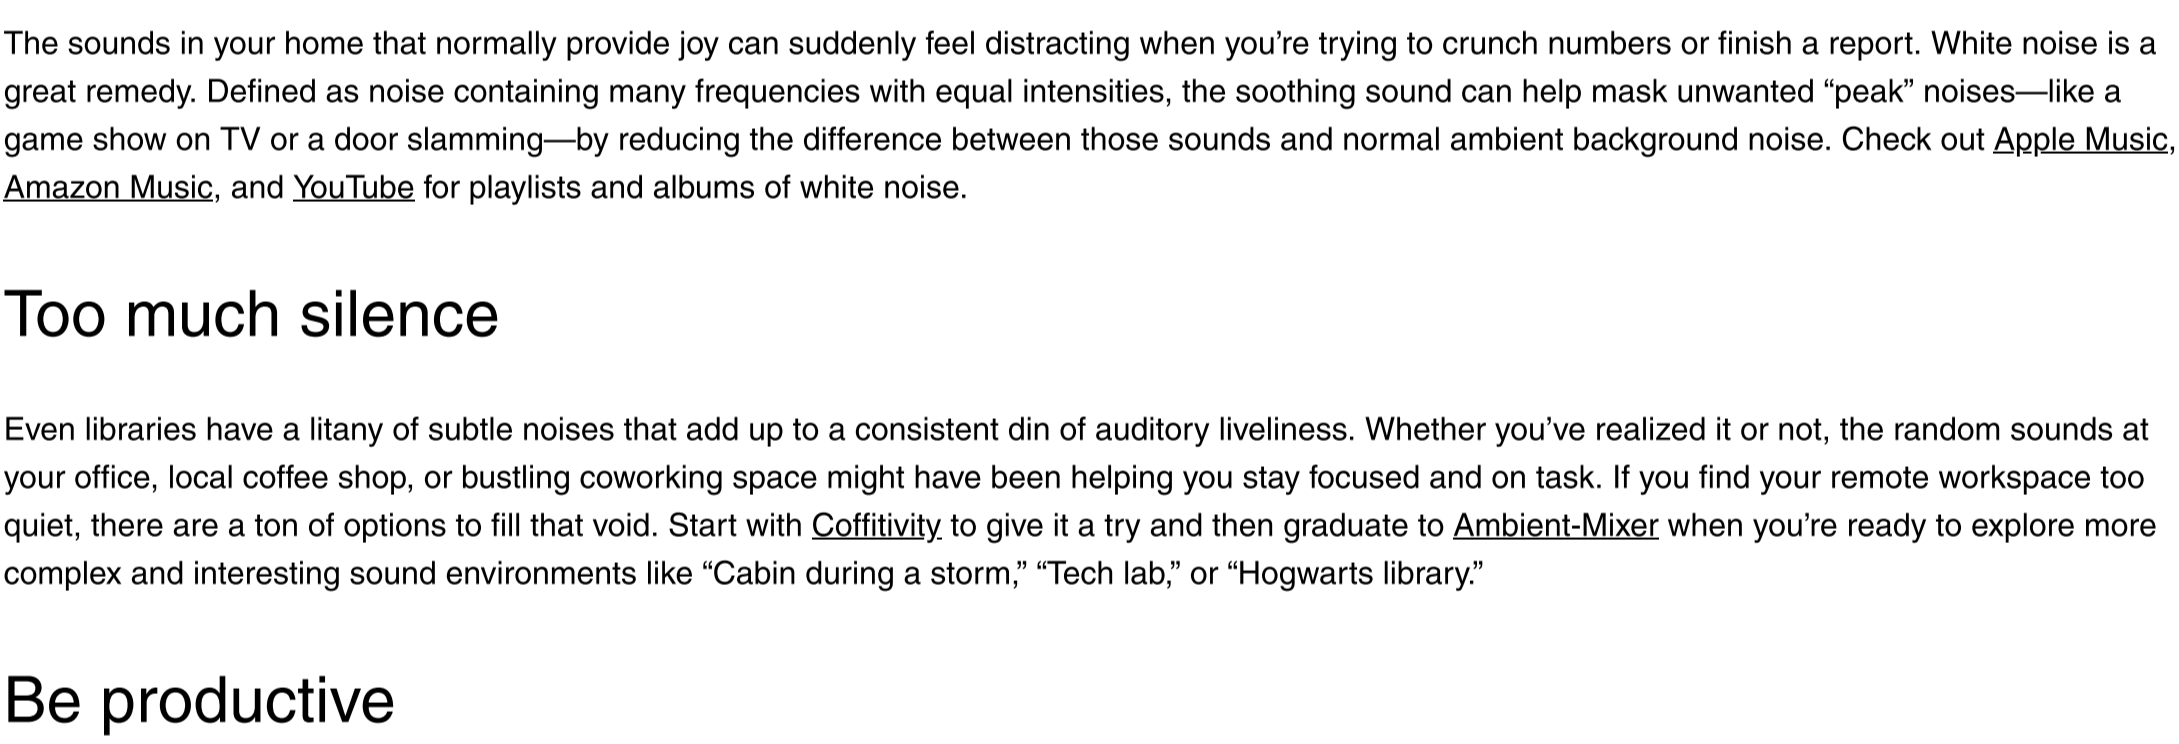 The sounds in your home that normally provide joy can suddenly feel distracting when you’re trying to crunch numbers or finish a report. White noise is a
great remedy. Defined as noise containing many frequencies with equal intensities, the soothing sound can help mask unwanted “peak” noises—like a
game show on TV or a door slamming—by reducing the difference between those sounds and normal ambient background noise. Check out Apple Music,
Amazon Music, and YouTube for playlists and albums of white noise.
Too much silence
Even libraries have a litany of subtle noises that add up to a consistent din of auditory liveliness. Whether you’ve realized it or not, the random sounds at
your office, local coffee shop, or bustling coworking space might have been helping you stay focused and on task. If you find your remote workspace too
quiet, there are a ton of options to fill that void. Start with Coffitivity to give it a try and then graduate to Ambient-Mixer when you’re ready to explore more
complex and interesting sound environments like “Cabin during a storm,” “Tech lab,” or “Hogwarts library.”
Be productive